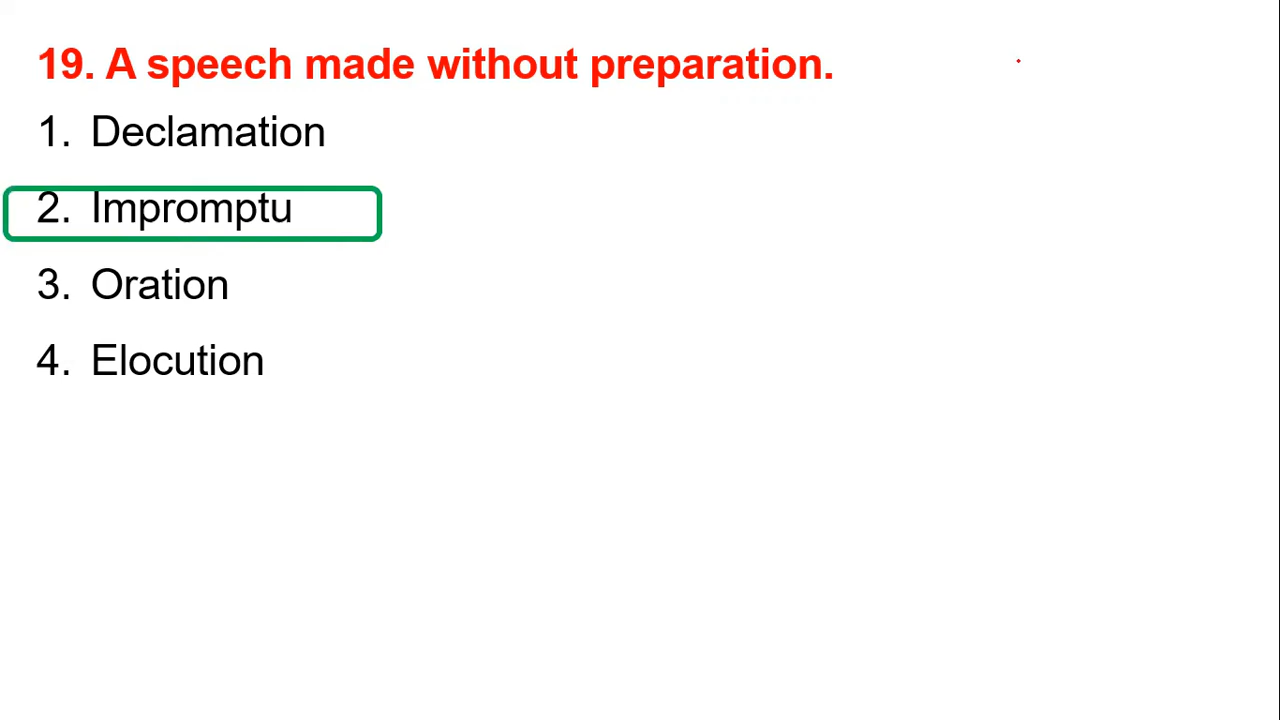 19. A speech made without preparation.
1. Declamation
2. Impromptu
3. Oration
4. Elocution